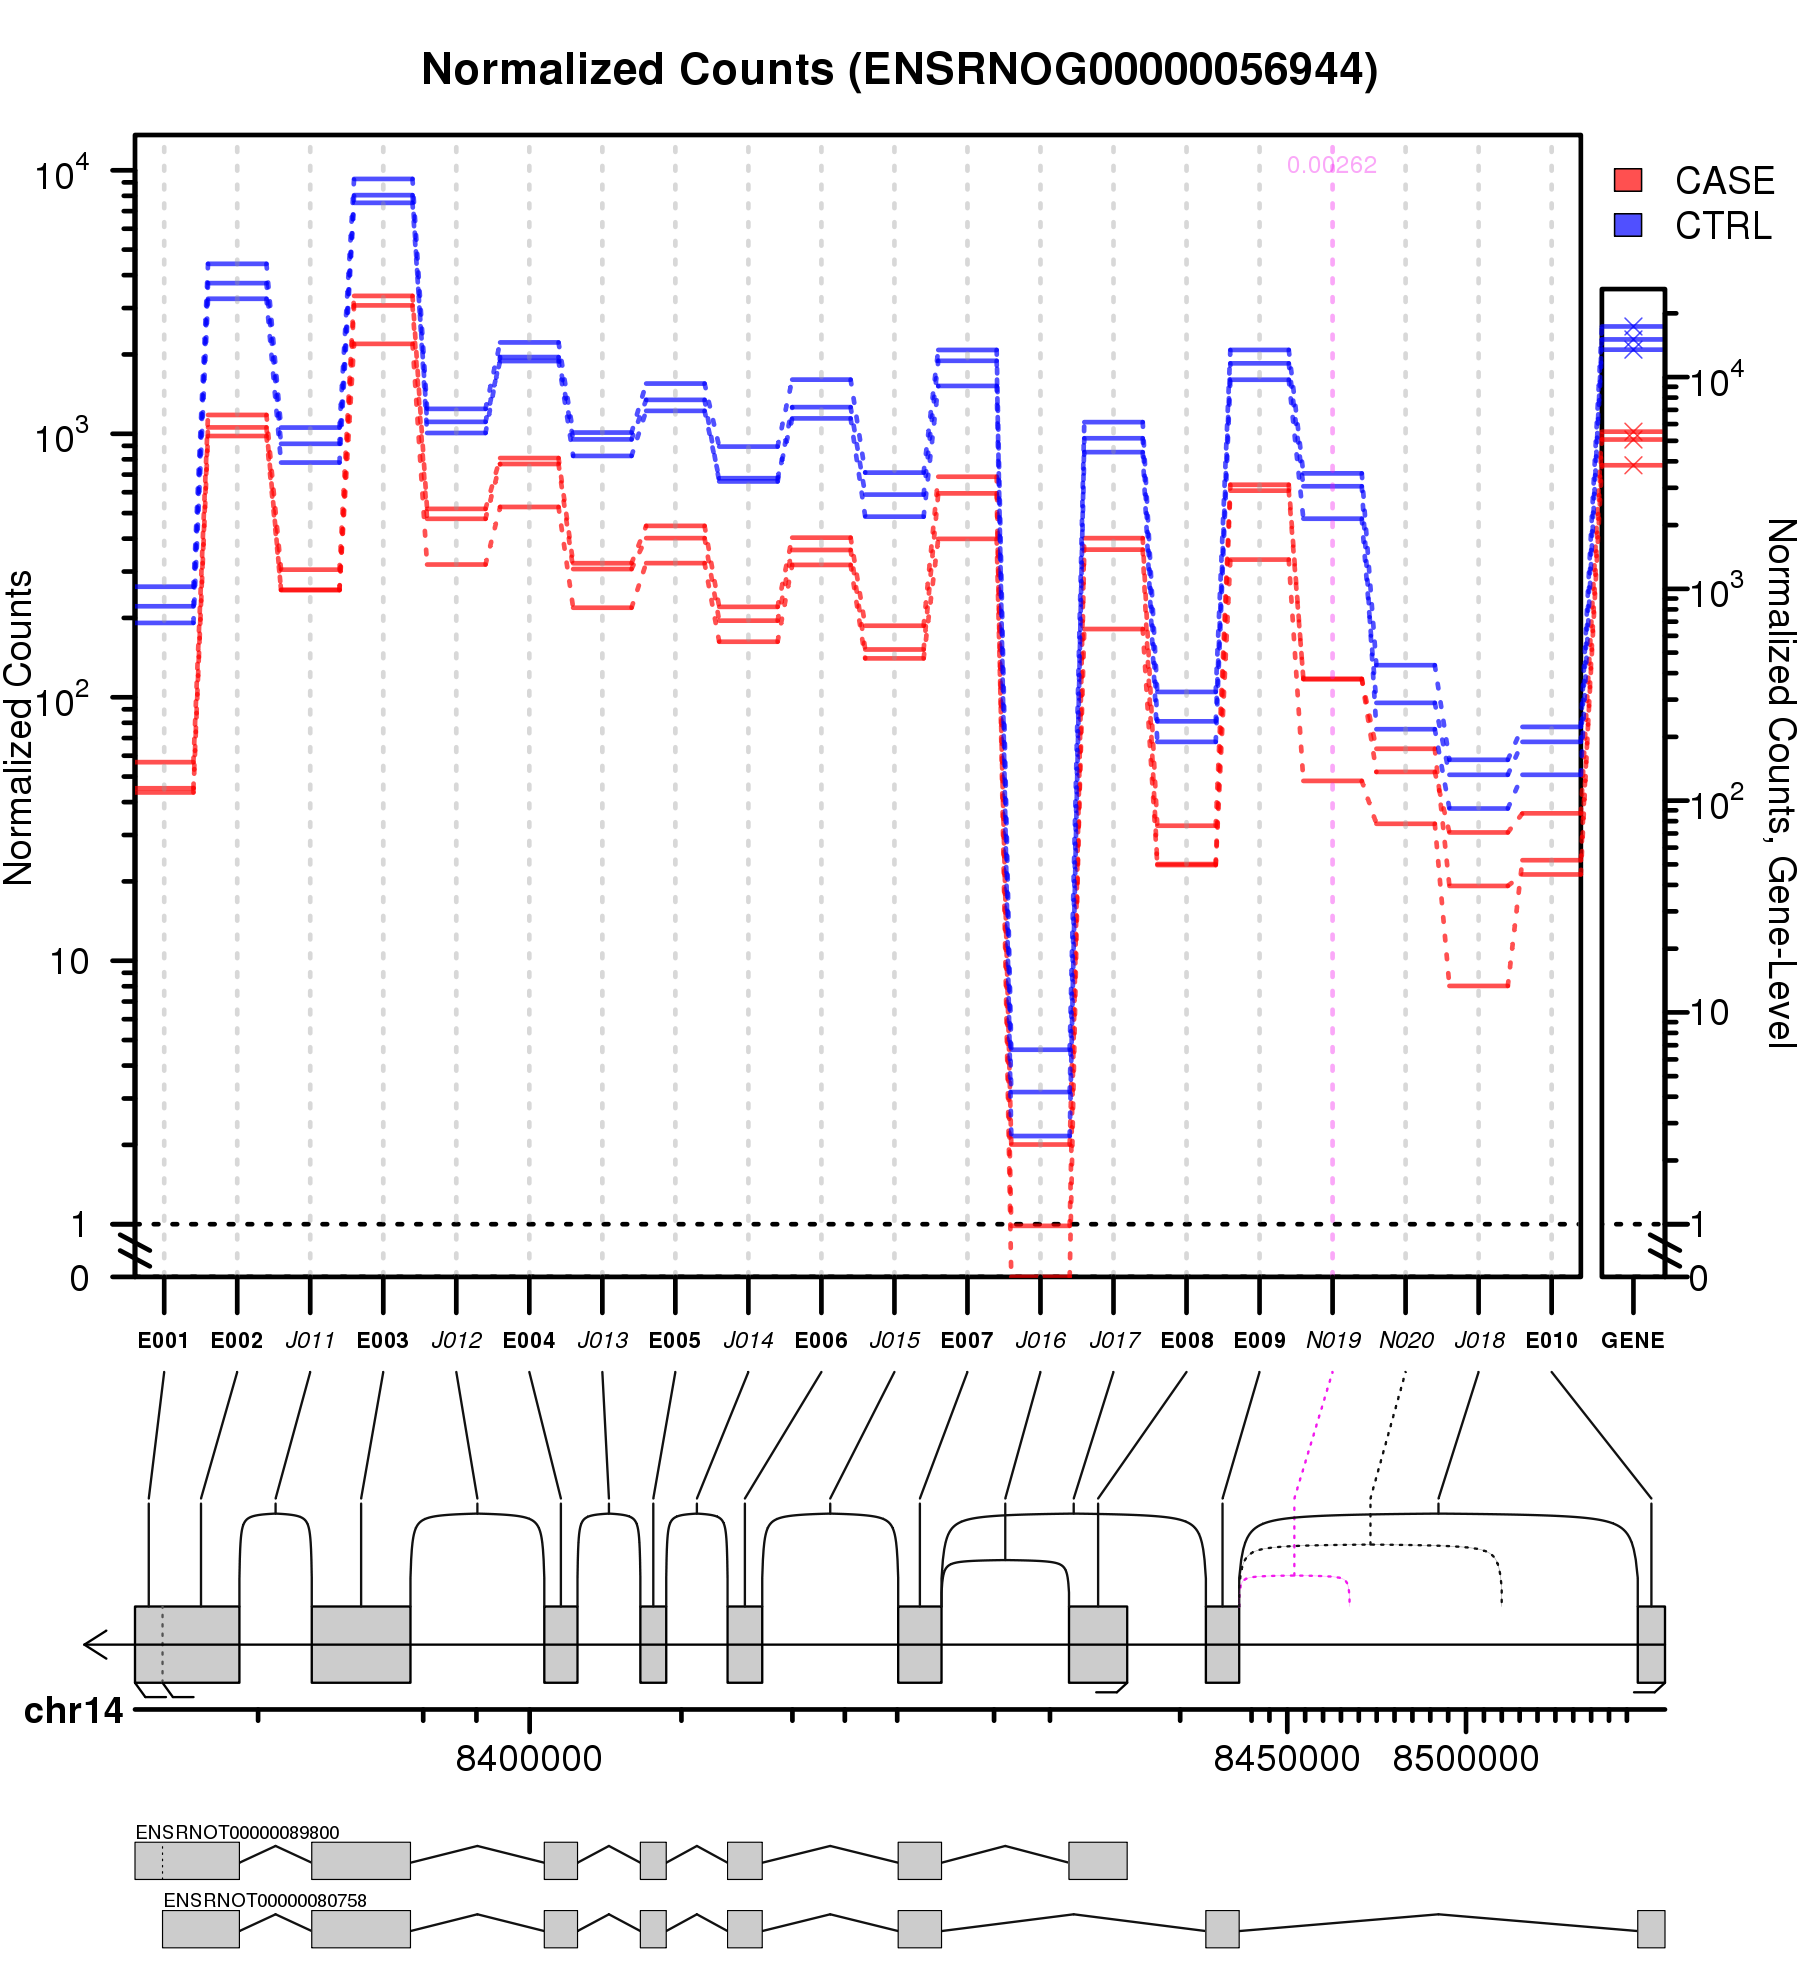 Normalized Counts (ENSRNOG00000056944)
0.00262
CASE
CTRL
Normalized Counts
10^4
10^3
10^2
10
1
0
Normalized Counts, Gene-Level
10^4
10^3
10^2
10
1
0
E001 E002 J011 E003 J012 E004 J013 E005 J014 E006 J015 E007 J016 J017 E008 E009 N019 N020 J018 E010 GENE
chr14
8400000 8450000 8500000
ENSRNOT00000089800
ENSRNOT00000080758